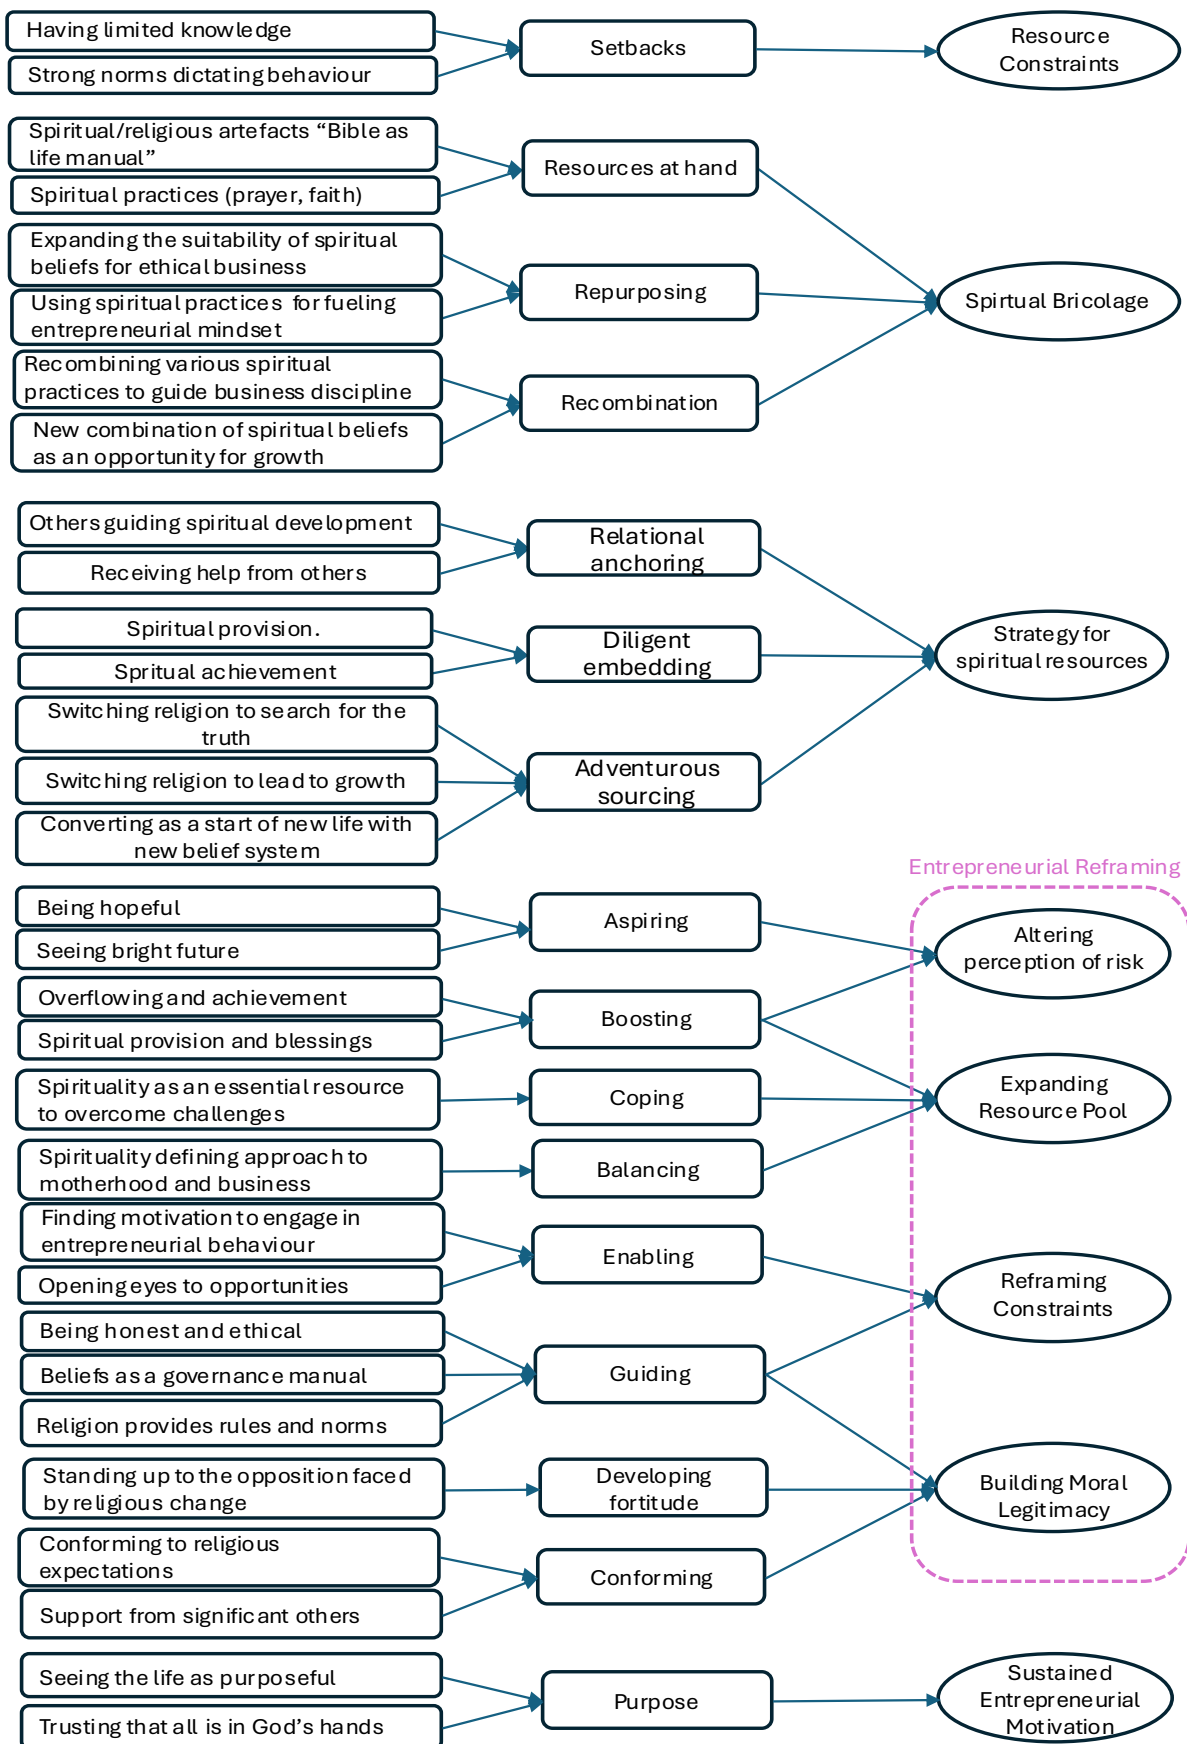 Having limited knowledge
Strong norms dictating behaviour
Setbacks
Resource
Constraints
Spiritual/religious artefacts “Bible as
life manual”
Spiritual practices (prayer, faith)
Resources at hand
Expanding the suitability of spiritual
beliefs for ethical business
Using spiritual practices for fueling
entrepreneurial mindset
Repurposing
Recombining various spiritual
practices to guide business discipline
New combination of spiritual beliefs
as an opportunity for growth
Recombination
Spirtual Bricolage
Others guiding spiritual development
Receiving help from others
Relational
anchoring
Spiritual provision.
Spritual achievement
Diligent
embedding
Switching religion to search for the
truth
Switching religion to lead to growth
Converting as a start of new life with
new belief system
Adventurous
sourcing
Strategy for
spiritual resources
Entrepreneurial Reframing
Being hopeful
Seeing bright future
Aspiring
Altering
perception of risk
Overflowing and achievement
Spiritual provision and blessings
Boosting
Spirituality as an essential resource
to overcome challenges
Coping
Expanding
Resource Pool
Spirituality defining approach to
motherhood and business
Balancing
Finding motivation to engage in
entrepreneurial behaviour
Opening eyes to opportunities
Enabling
Reframing
Constraints
Being honest and ethical
Beliefs as a governance manual
Religion provides rules and norms
Guiding
Standing up to the opposition faced
by religious change
Developing
fortitude
Building Moral
Legitimacy
Conforming to religious
expectations
Support from significant others
Conforming
Seeing the life as purposeful
Trusting that all is in God’s hands
Purpose
Sustained
Entrepreneurial
Motivation